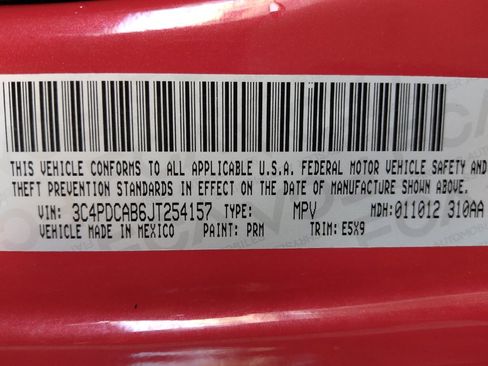 THIS VEHICLE CONFORMS TO ALL APPLICABLE U.S.A. FEDERAL MOTOR VEHICLE SAFETY AND
THEFT PREVENTION STANDARDS IN EFFECT ON THE DATE OF MANUFACTURE SHOWN ABOVE.
VIN: 3C4PDCAB6JT254157 TYPE: MPV MDH: 011012 310AA
VEHICLE MADE IN MEXICO PAINT: PRM TRIM: E5X9